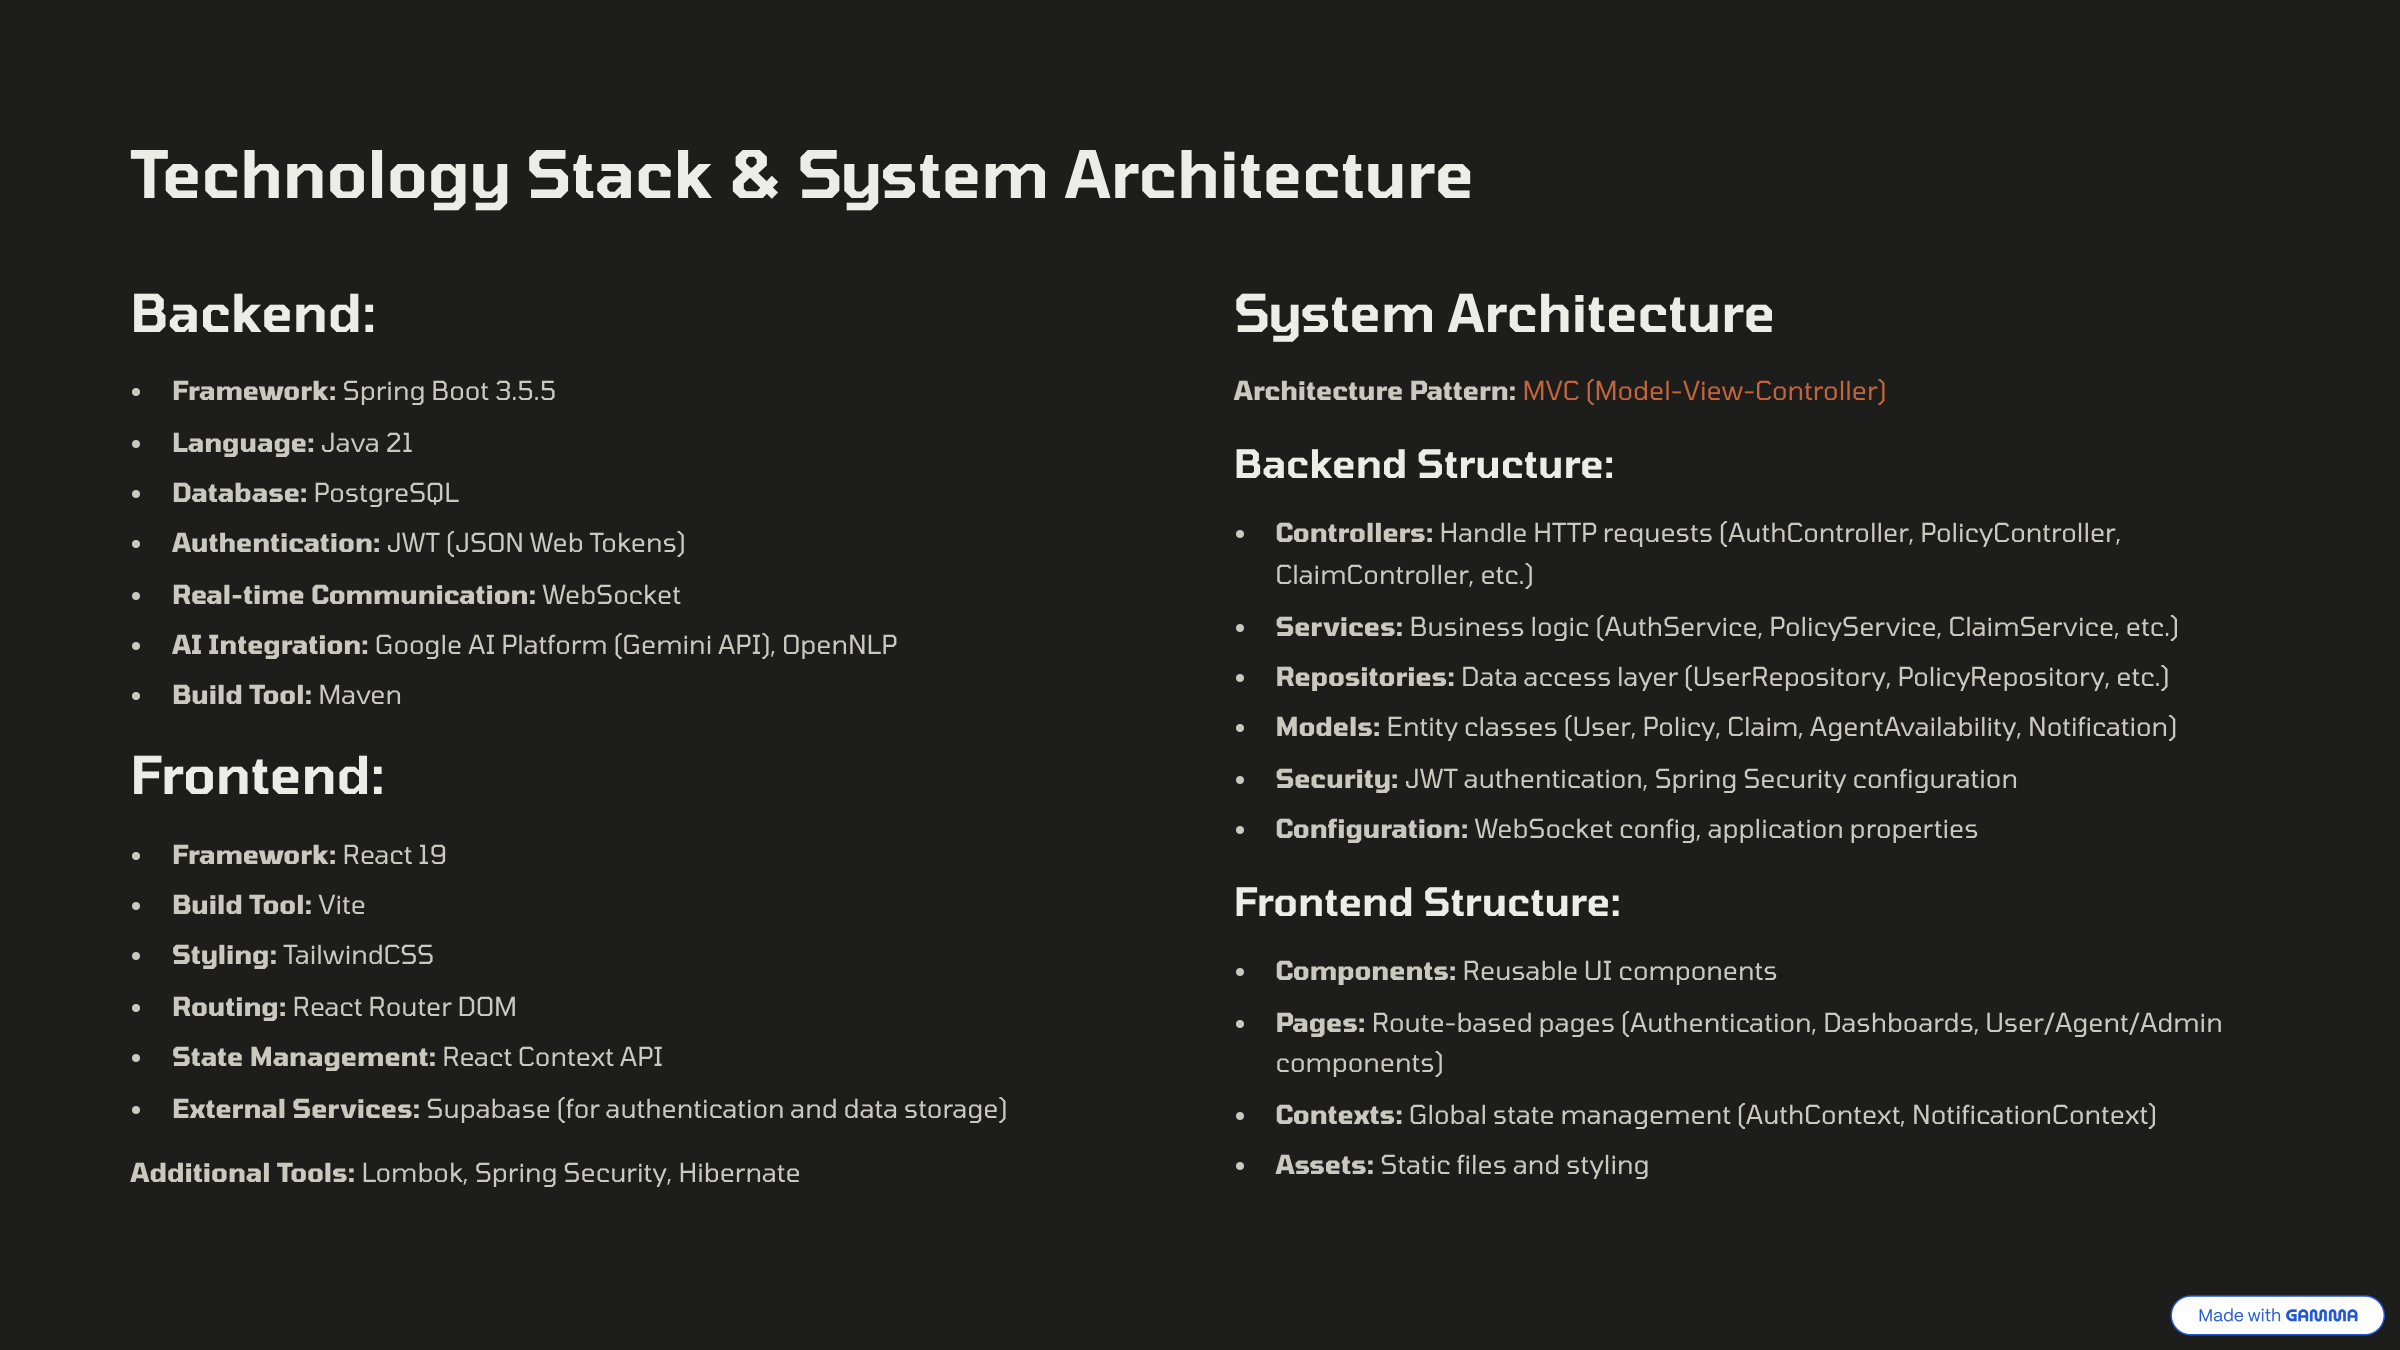 Technology Stack & System Architecture
Backend:
• Framework: Spring Boot 3.5.5
• Language: Java 21
• Database: PostgreSQL
• Authentication: JWT (JSON Web Tokens)
• Real-time Communication: WebSocket
• AI Integration: Google AI Platform (Gemini API), OpenNLP
• Build Tool: Maven
Frontend:
• Framework: React 19
• Build Tool: Vite
• Styling: TailwindCSS
• Routing: React Router DOM
• State Management: React Context API
• External Services: Supabase (for authentication and data storage)
Additional Tools: Lombok, Spring Security, Hibernate
System Architecture
Architecture Pattern: MVC (Model-View-Controller)
Backend Structure:
• Controllers: Handle HTTP requests (AuthController, PolicyController,
ClaimController, etc.)
• Services: Business logic (AuthService, PolicyService, ClaimService, etc.)
• Repositories: Data access layer (UserRepository, PolicyRepository, etc.)
• Models: Entity classes (User, Policy, Claim, AgentAvailability, Notification)
• Security: JWT authentication, Spring Security configuration
• Configuration: WebSocket config, application properties
Frontend Structure:
• Components: Reusable UI components
• Pages: Route-based pages (Authentication, Dashboards, User/Agent/Admin
components)
• Contexts: Global state management (AuthContext, NotificationContext)
• Assets: Static files and styling
Made with GAMMA